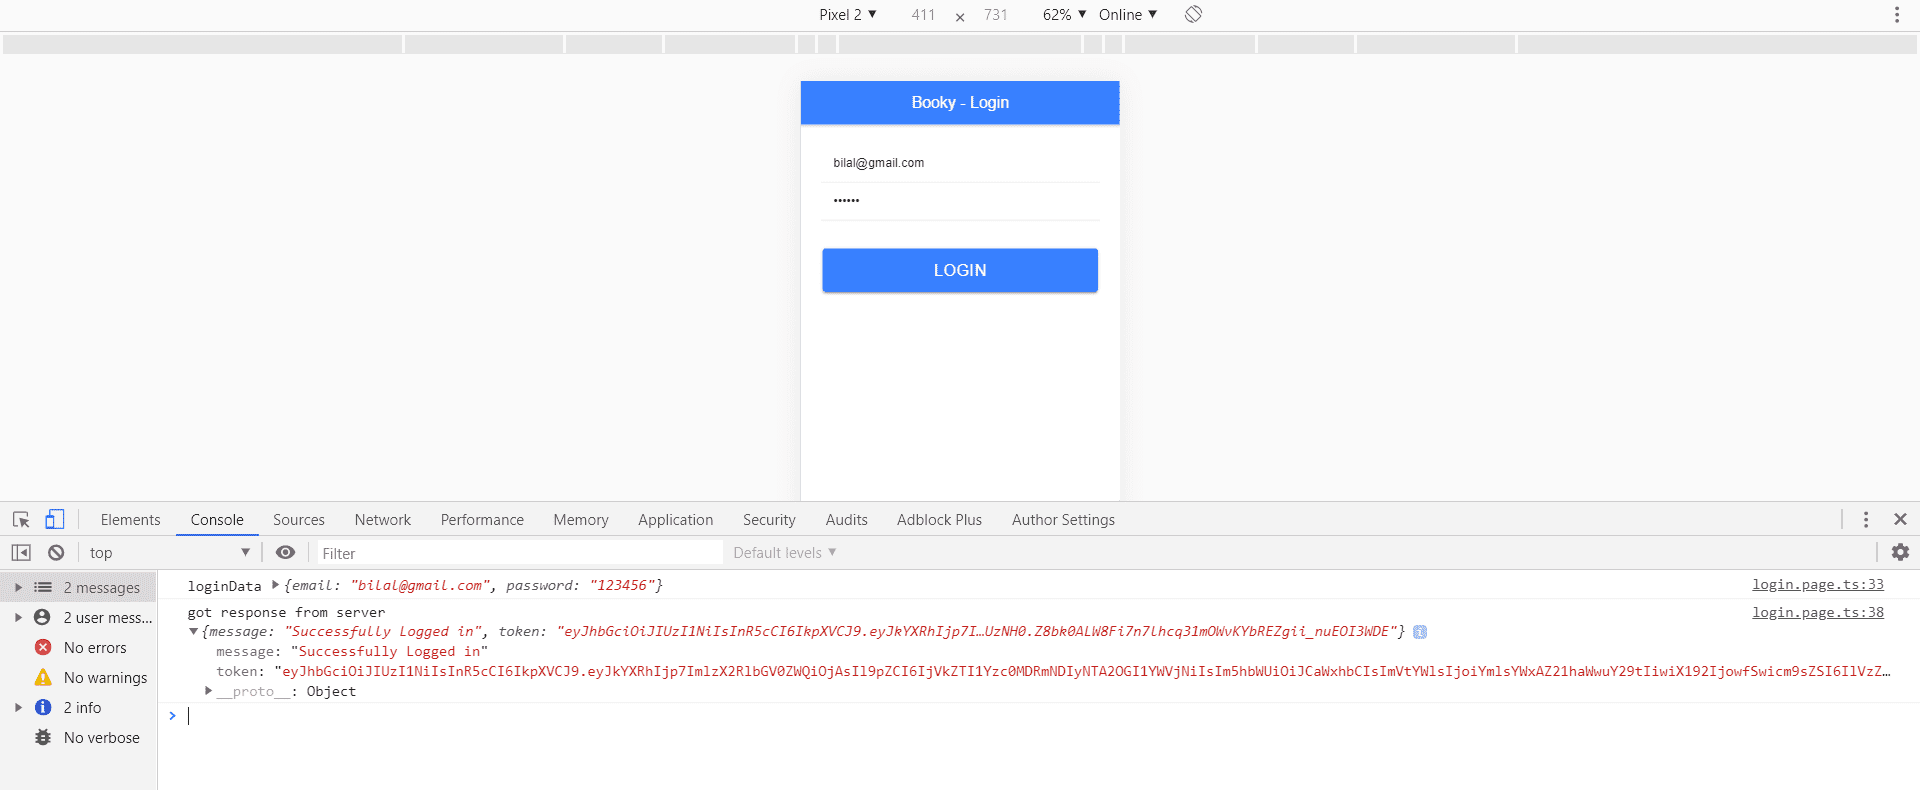 Pixel 2 ▼ 411 × 731 62% ▼ Online ▼
Booky - Login
bilal@gmail.com
••••••
LOGIN
Elements Console Sources Network Performance Memory Application Security Audits Adblock Plus Author Settings
top ▼ Filter Default levels ▼
2 messages
2 user mess...
No errors
No warnings
2 info
No verbose
loginData ▶{email: "bilal@gmail.com", password: "123456"} login.page.ts:33
got response from server login.page.ts:38
▼{message: "Successfully Logged in", token: "eyJhbGciOiJIUzI1NiIsInR5cCI6IkpXVCJ9.eyJkYXRhIjp7I…UzNH0.Z8bk0ALW8Fi7n7lhcq31mOWvKYbREZgii_nuEOI3WDE"} i
message: "Successfully Logged in"
token: "eyJhbGciOiJIUzI1NiIsInR5cCI6IkpXVCJ9.eyJkYXRhIjp7ImlzX2RlbGV0ZWQiOjAsIl9pZCI6IjVkZTI1Yzc0MDRmNDIyNTA2OGI1YWVjNiIsIm5hbWUiOiJCaWxhbCIsImVtYWlsIjoiYmlsYWxAZ21haWwuY29tIiwiX192IjowfSwicm9sZSI6IlVzZ…
▶__proto__: Object
>